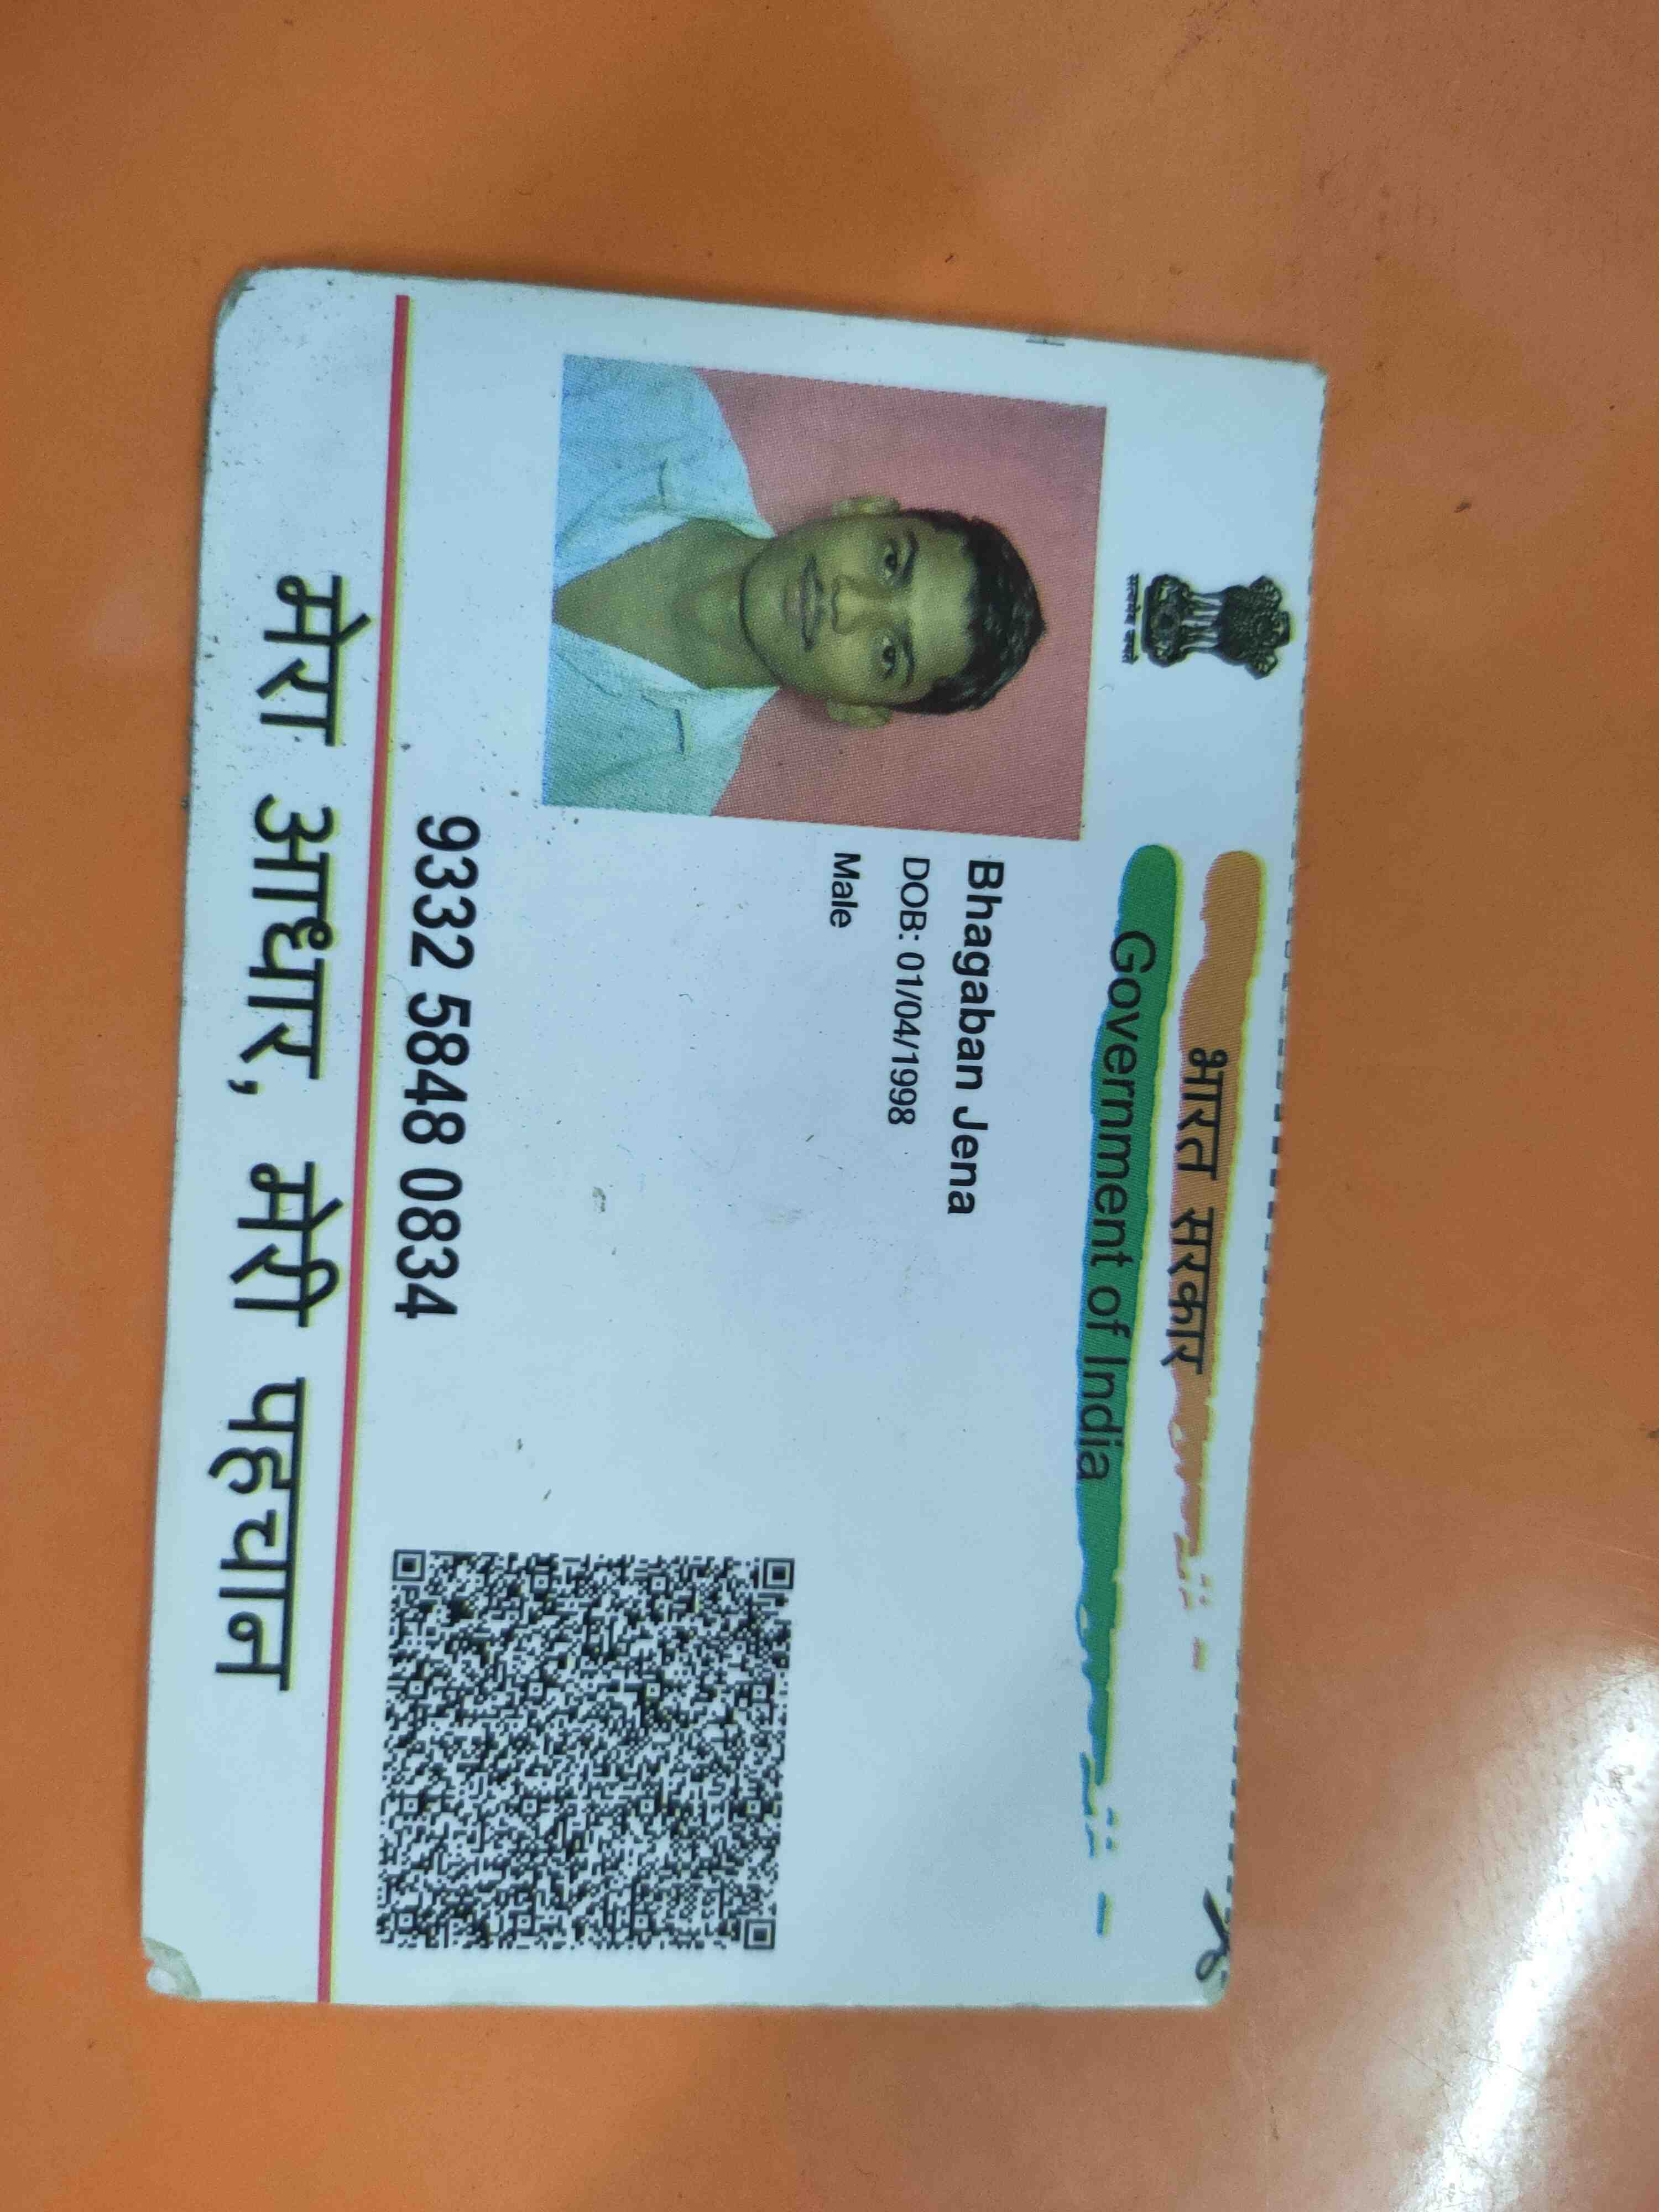 सत्यमेव जयते
भारत सरकार
Government of India
Bhagaban Jena
DOB: 01/04/1998
Male
9332 5848 0834
मेरा आधार, मेरी पहचान